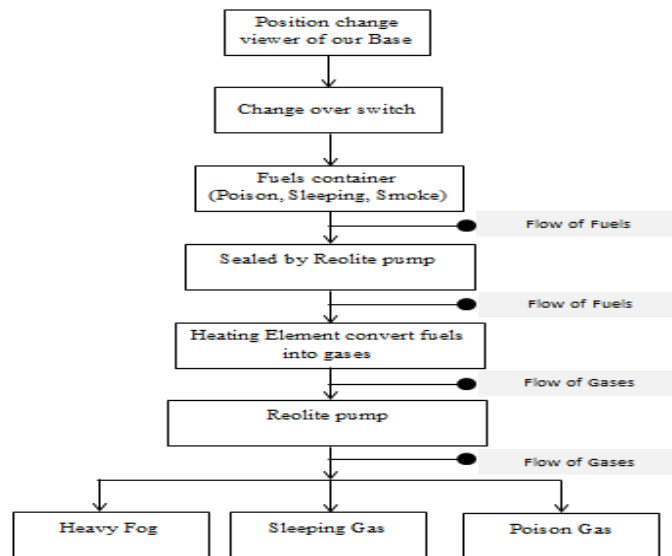 Position change
viewer of our Base
Change over switch
Fuels container
(Poison, Sleeping, Smoke)
Flow of Fuels
Sealed by Reolite pump
Flow of Fuels
Heating Element convert fuels
into gases
Flow of Gases
Reolite pump
Flow of Gases
Heavy Fog
Sleeping Gas
Poison Gas